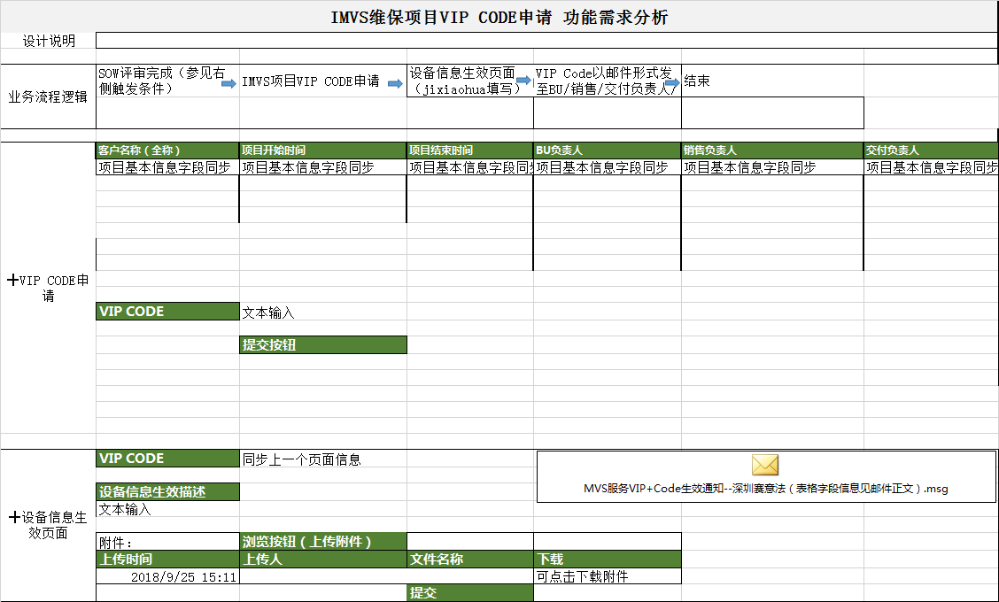 IMVS维保项目VIP CODE申请 功能需求分析
设计说明
业务流程逻辑
SOW评审完成（参见右
侧触发条件）
IMVS项目VIP CODE申请
设备信息生效页面
（jixiaohua填写）
VIP Code以邮件形式发
至BU/销售/交付负责人/
结束
客户名称（全称） 项目开始时间 项目结束时间 BU负责人 销售负责人 交付负责人
项目基本信息字段同步 项目基本信息字段同步 项目基本信息字段同步 项目基本信息字段同步 项目基本信息字段同步 项目基本信息字段同步
十VIP CODE申
请
VIP CODE 文本输入
提交按钮
VIP CODE 同步上一个页面信息
MVS服务VIP+Code生效通知--深圳赛意法（表格字段信息见邮件正文）.msg
设备信息生效描述
文本输入
十设备信息生
效页面
附件： 浏览按钮（上传附件）
上传时间 上传人 文件名称 下载
2018/9/25 15:11 可点击下载附件
提交